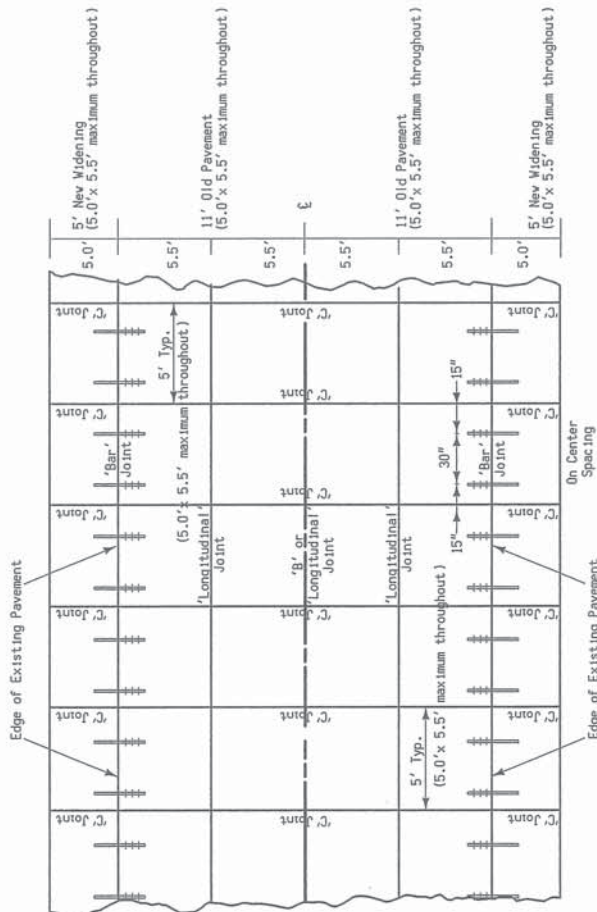 Edge of Existing Pavement
5' New Widening
(5.0'x 5.5' maximum throughout)
11' Old Pavement
(5.0'x 5.5' maximum throughout)
℄
11' Old Pavement
(5.0'x 5.5' maximum throughout)
5' New Widening
(5.0'x 5.5' maximum throughout)
5.0'
5.5'
5.5'
5.5'
5.5'
5.0'
'C' Joint
'C' Joint
'C' Joint
'C' Joint
'C' Joint
'C' Joint
'Bar'
Joint
5' Typ.
(5.0'x 5.5' maximum throughout)
'Longitudinal'
Joint
'C' Joint
'C' Joint
'C' Joint
'C' Joint
'C' Joint
'C' Joint
'B' or
'Longitudinal'
Joint
'Longitudinal'
Joint
5' Typ.
(5.0'x 5.5' maximum throughout)
15"
30"
15"
'Bar'
Joint
'C' Joint
'C' Joint
'C' Joint
'C' Joint
'C' Joint
'C' Joint
On Center
Spacing
Edge of Existing Pavement